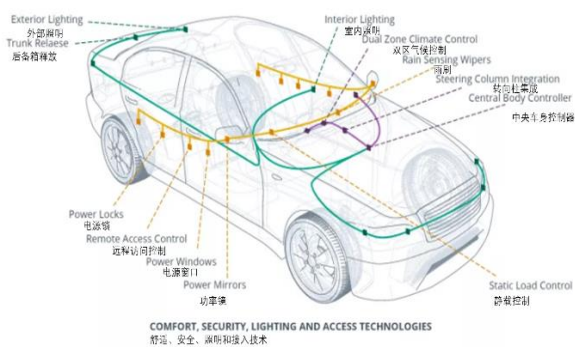 Exterior Lighting
外部照明
Trunk Relaese
后备箱释放
Interior Lighting
室内照明
Dual Zone Climate Control
双区气候控制
Rain Sensing Wipers
雨刷
Steering Column Integration
转向柱集成
Central Body Controller
中央车身控制器
Power Locks
电源锁
Remote Access Control
远程访问控制
Power Windows
电源窗口
Power Mirrors
功率镜
Static Load Control
静载控制
COMFORT, SECURITY, LIGHTING AND ACCESS TECHNOLOGIES
舒适、安全、照明和接入技术